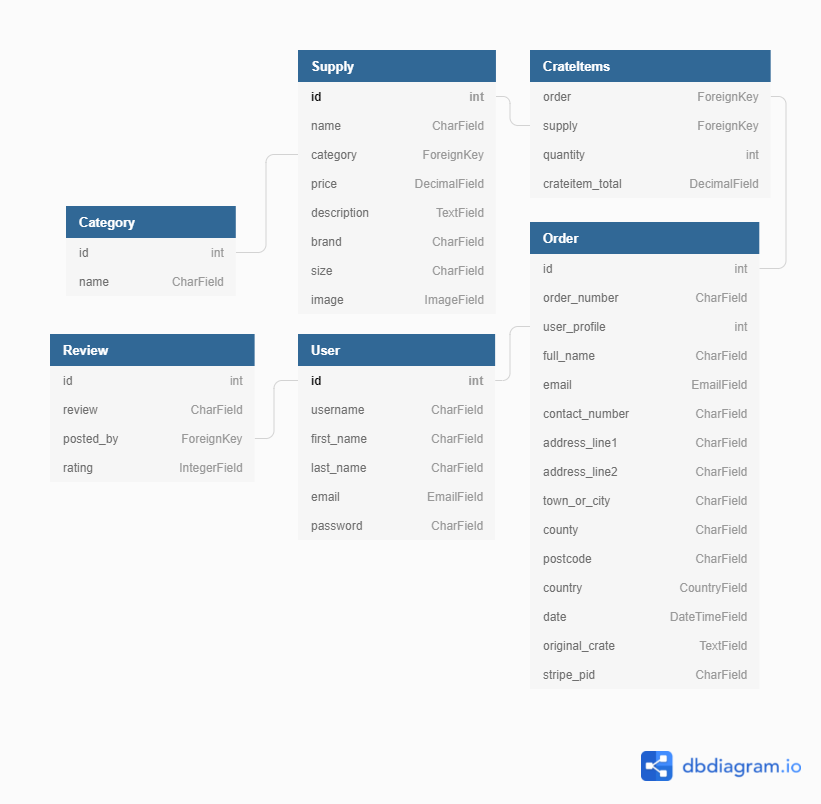 Supply
id int
name CharField
category ForeignKey
price DecimalField
description TextField
brand CharField
size CharField
image ImageField
CrateItems
order ForeignKey
supply ForeignKey
quantity int
crateitem_total DecimalField
Category
id int
name CharField
Order
id int
order_number CharField
user_profile int
full_name CharField
email EmailField
contact_number CharField
address_line1 CharField
address_line2 CharField
town_or_city CharField
county CharField
postcode CharField
country CountryField
date DateTimeField
original_crate TextField
stripe_pid CharField
Review
id int
review CharField
posted_by ForeignKey
rating IntegerField
User
id int
username CharField
first_name CharField
last_name CharField
email EmailField
password CharField
dbdiagram.io